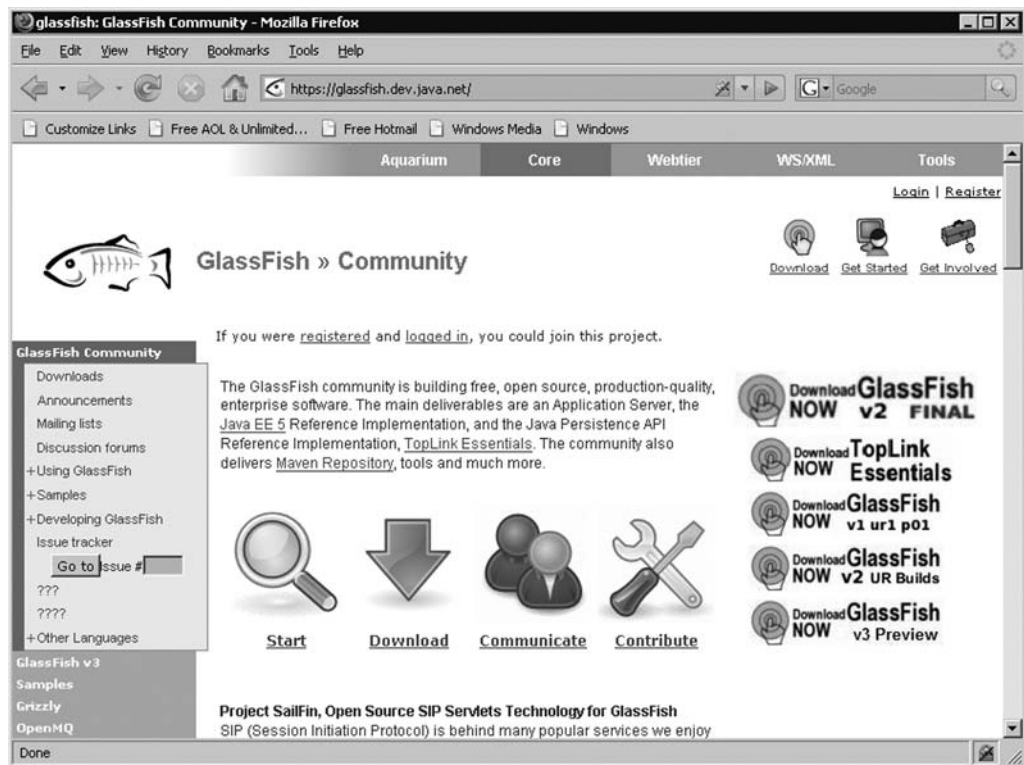 glassfish: GlassFish Community - Mozilla Firefox
File Edit View History Bookmarks Tools Help
https://glassfish.dev.java.net/
G Google
Customize Links Free AOL & Unlimited... Free Hotmail Windows Media Windows
Aquarium Core Webtier WS/XML Tools
Login | Register
GlassFish » Community
Download Get Started Get Involved
If you were registered and logged in, you could join this project.
GlassFish Community
Downloads
Announcements
Mailing lists
Discussion forums
+Using GlassFish
+Samples
+Developing GlassFish
Issue tracker
Go to Issue #
???
????
+Other Languages
GlassFish v3
Samples
Grizzly
OpenMQ
The GlassFish community is building free, open source, production-quality,
enterprise software. The main deliverables are an Application Server, the
Java EE 5 Reference Implementation, and the Java Persistence API
Reference Implementation, TopLink Essentials. The community also
delivers Maven Repository, tools and much more.
Start Download Communicate Contribute
Download NOW GlassFish v2 FINAL
Download NOW TopLink Essentials
Download NOW GlassFish v1 ur1 p01
Download NOW GlassFish v2 UR Builds
Download NOW GlassFish v3 Preview
Project SailFin, Open Source SIP Servlets Technology for GlassFish
SIP (Session Initiation Protocol) is behind many popular services we enjoy
Done